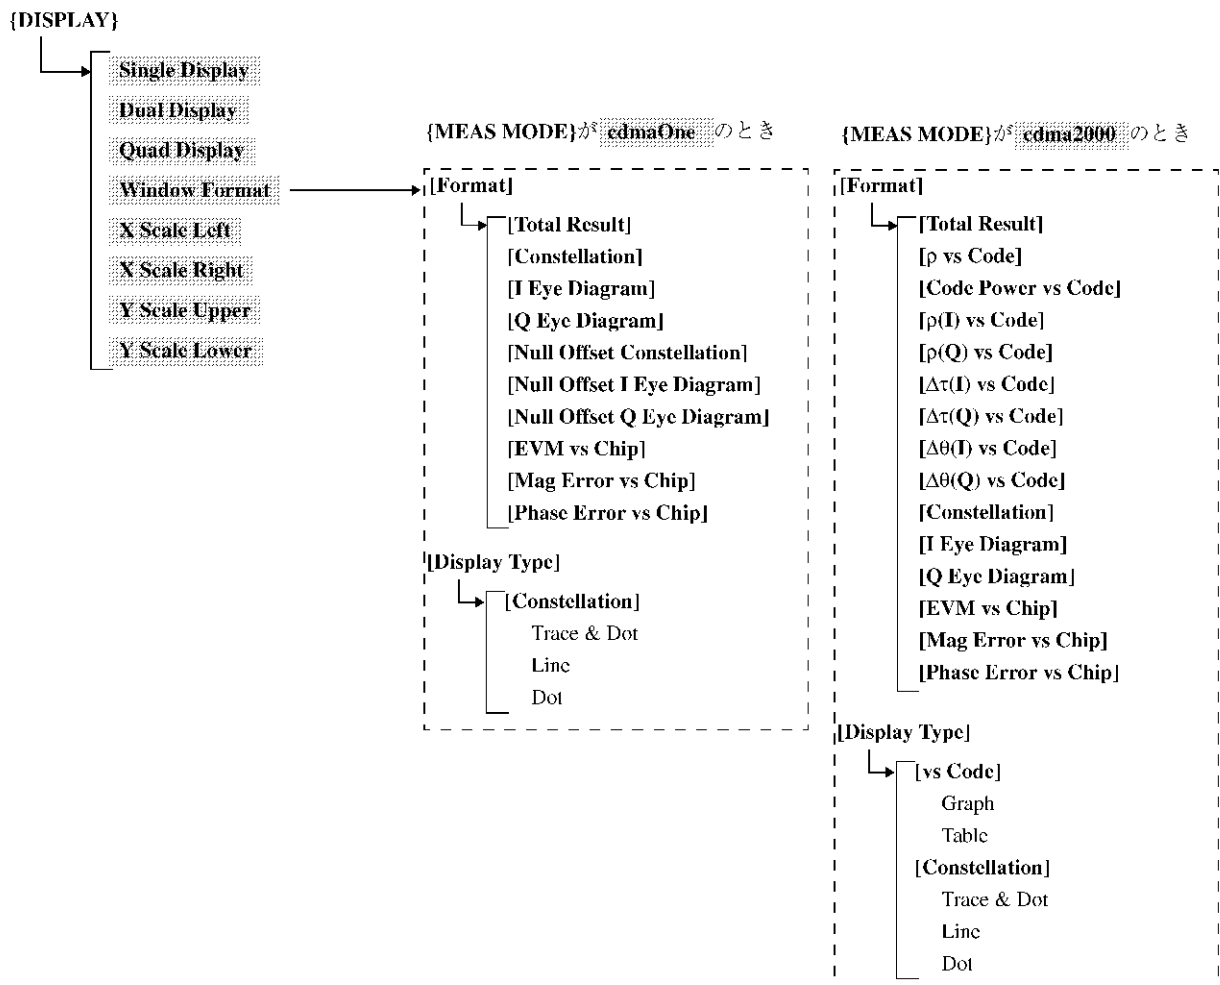 {DISPLAY}
Single Display
Dual Display
Quad Display
Window Format
X Scale Left
X Scale Right
Y Scale Upper
Y Scale Lower
{MEAS MODE}が cdmaOne のとき
[Format]
[Total Result]
[Constellation]
[I Eye Diagram]
[Q Eye Diagram]
[Null Offset Constellation]
[Null Offset I Eye Diagram]
[Null Offset Q Eye Diagram]
[EVM vs Chip]
[Mag Error vs Chip]
[Phase Error vs Chip]
[Display Type]
[Constellation]
Trace & Dot
Line
Dot
{MEAS MODE}が cdma2000 のとき
[Format]
[Total Result]
[ρ vs Code]
[Code Power vs Code]
[ρ(I) vs Code]
[ρ(Q) vs Code]
[Δτ(I) vs Code]
[Δτ(Q) vs Code]
[Δθ(I) vs Code]
[Δθ(Q) vs Code]
[Constellation]
[I Eye Diagram]
[Q Eye Diagram]
[EVM vs Chip]
[Mag Error vs Chip]
[Phase Error vs Chip]
[Display Type]
[vs Code]
Graph
Table
[Constellation]
Trace & Dot
Line
Dot